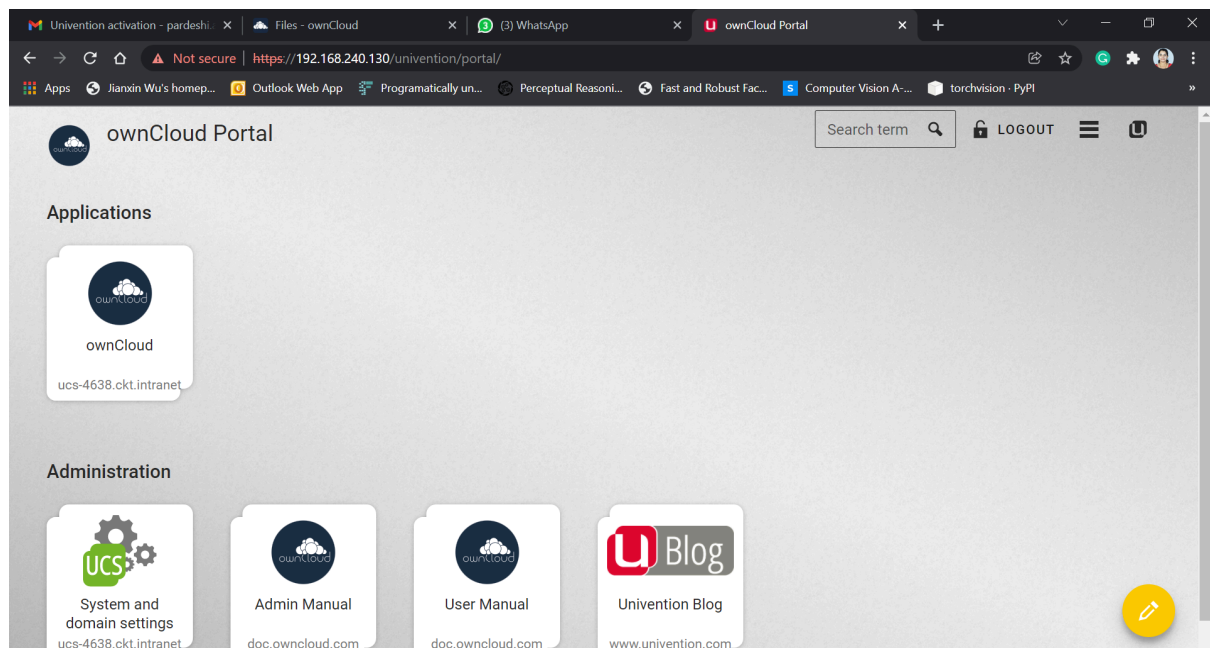 Univention activation - pardeshi.
Files - ownCloud
(3) WhatsApp
ownCloud Portal
Not secure
https://192.168.240.130/univention/portal/
Apps
Jianxin Wu's homep...
Outlook Web App
Programatically un...
Perceptual Reasoni...
Fast and Robust Fac...
Computer Vision A-...
torchvision · PyPI
»
ownCloud
ownCloud Portal
Search term
LOGOUT
Applications
ownCloud
ownCloud
ucs-4638.ckt.intranet
Administration
UCS
System and
domain settings
ucs-4638.ckt.intranet
ownCloud
Admin Manual
doc.owncloud.com
ownCloud
User Manual
doc.owncloud.com
U Blog
Univention Blog
www.univention.com